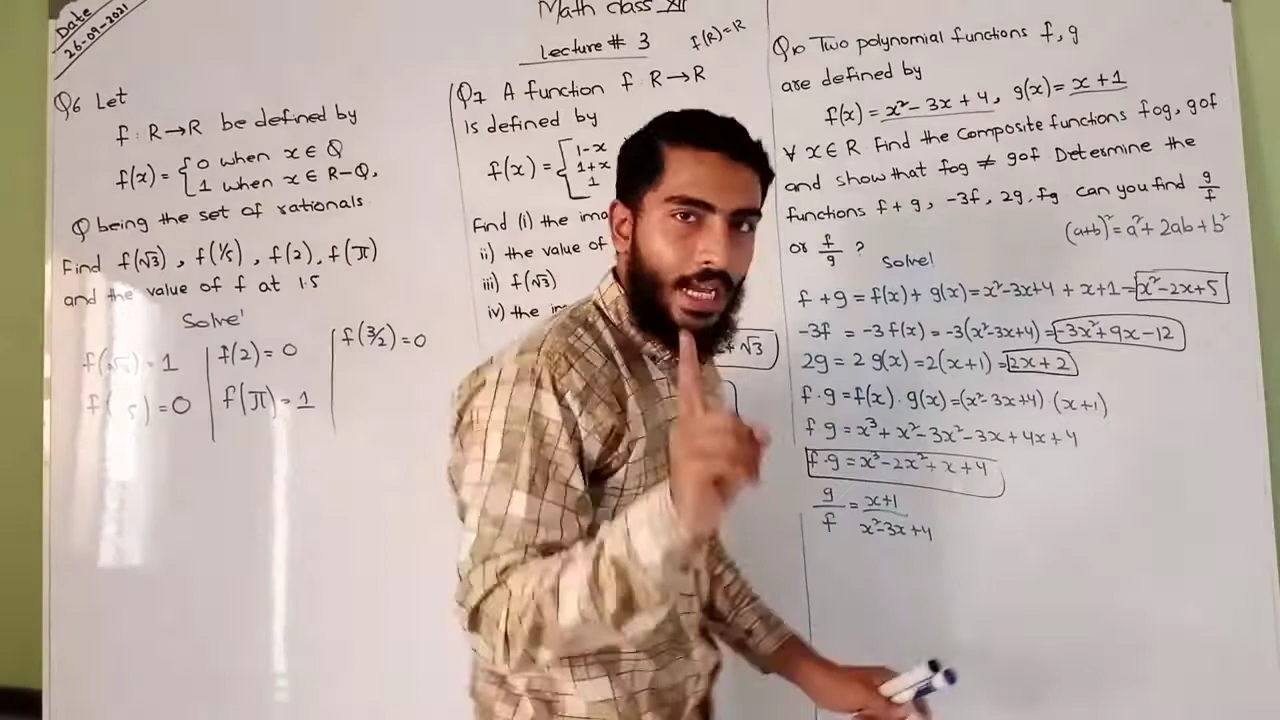 Date
26-09-2021
Math class XII
Lecture # 3
f(R)=R
Q6 Let
f: R→R be defined by
f(x) = { 0 when x ∈ Q
1 when x ∈ R-Q,
Q being the set of rationals
Find f(√3), f(1/5), f(2), f(π)
and the value of f at 1.5
Solve!
= 1
f(2) = 0
f(3/2) = 0
5) = 0
f(π) = 1
Q7 A function f: R→R
is defined by
f(x) = [ 1-x
1+x
1
Find (i) the
ii) the value of
iii) f(√3)
iv) the
√3
Q10 Two polynomial functions f, g
are defined by
f(x) = x²-3x+4, g(x) = x+1
∀ x∈R Find the composite functions fog, gof
and show that fog ≠ gof Determine the
functions f+g, -3f, 2g, fg can you find g/f
or f/g ?
(a+b)² = a²+2ab+b²
Solve!
f+g = f(x)+g(x) = x²-3x+4 + x+1 = x²-2x+5
-3f = -3f(x) = -3(x²-3x+4) = -3x²+9x-12
2g = 2g(x) = 2(x+1) = 2x+2
f·g = f(x)·g(x) = (x²-3x+4)(x+1)
f g = x³+x²-3x²-3x+4x+4
f·g = x³-2x²+x+4
g/f = x+1/x²-3x+4